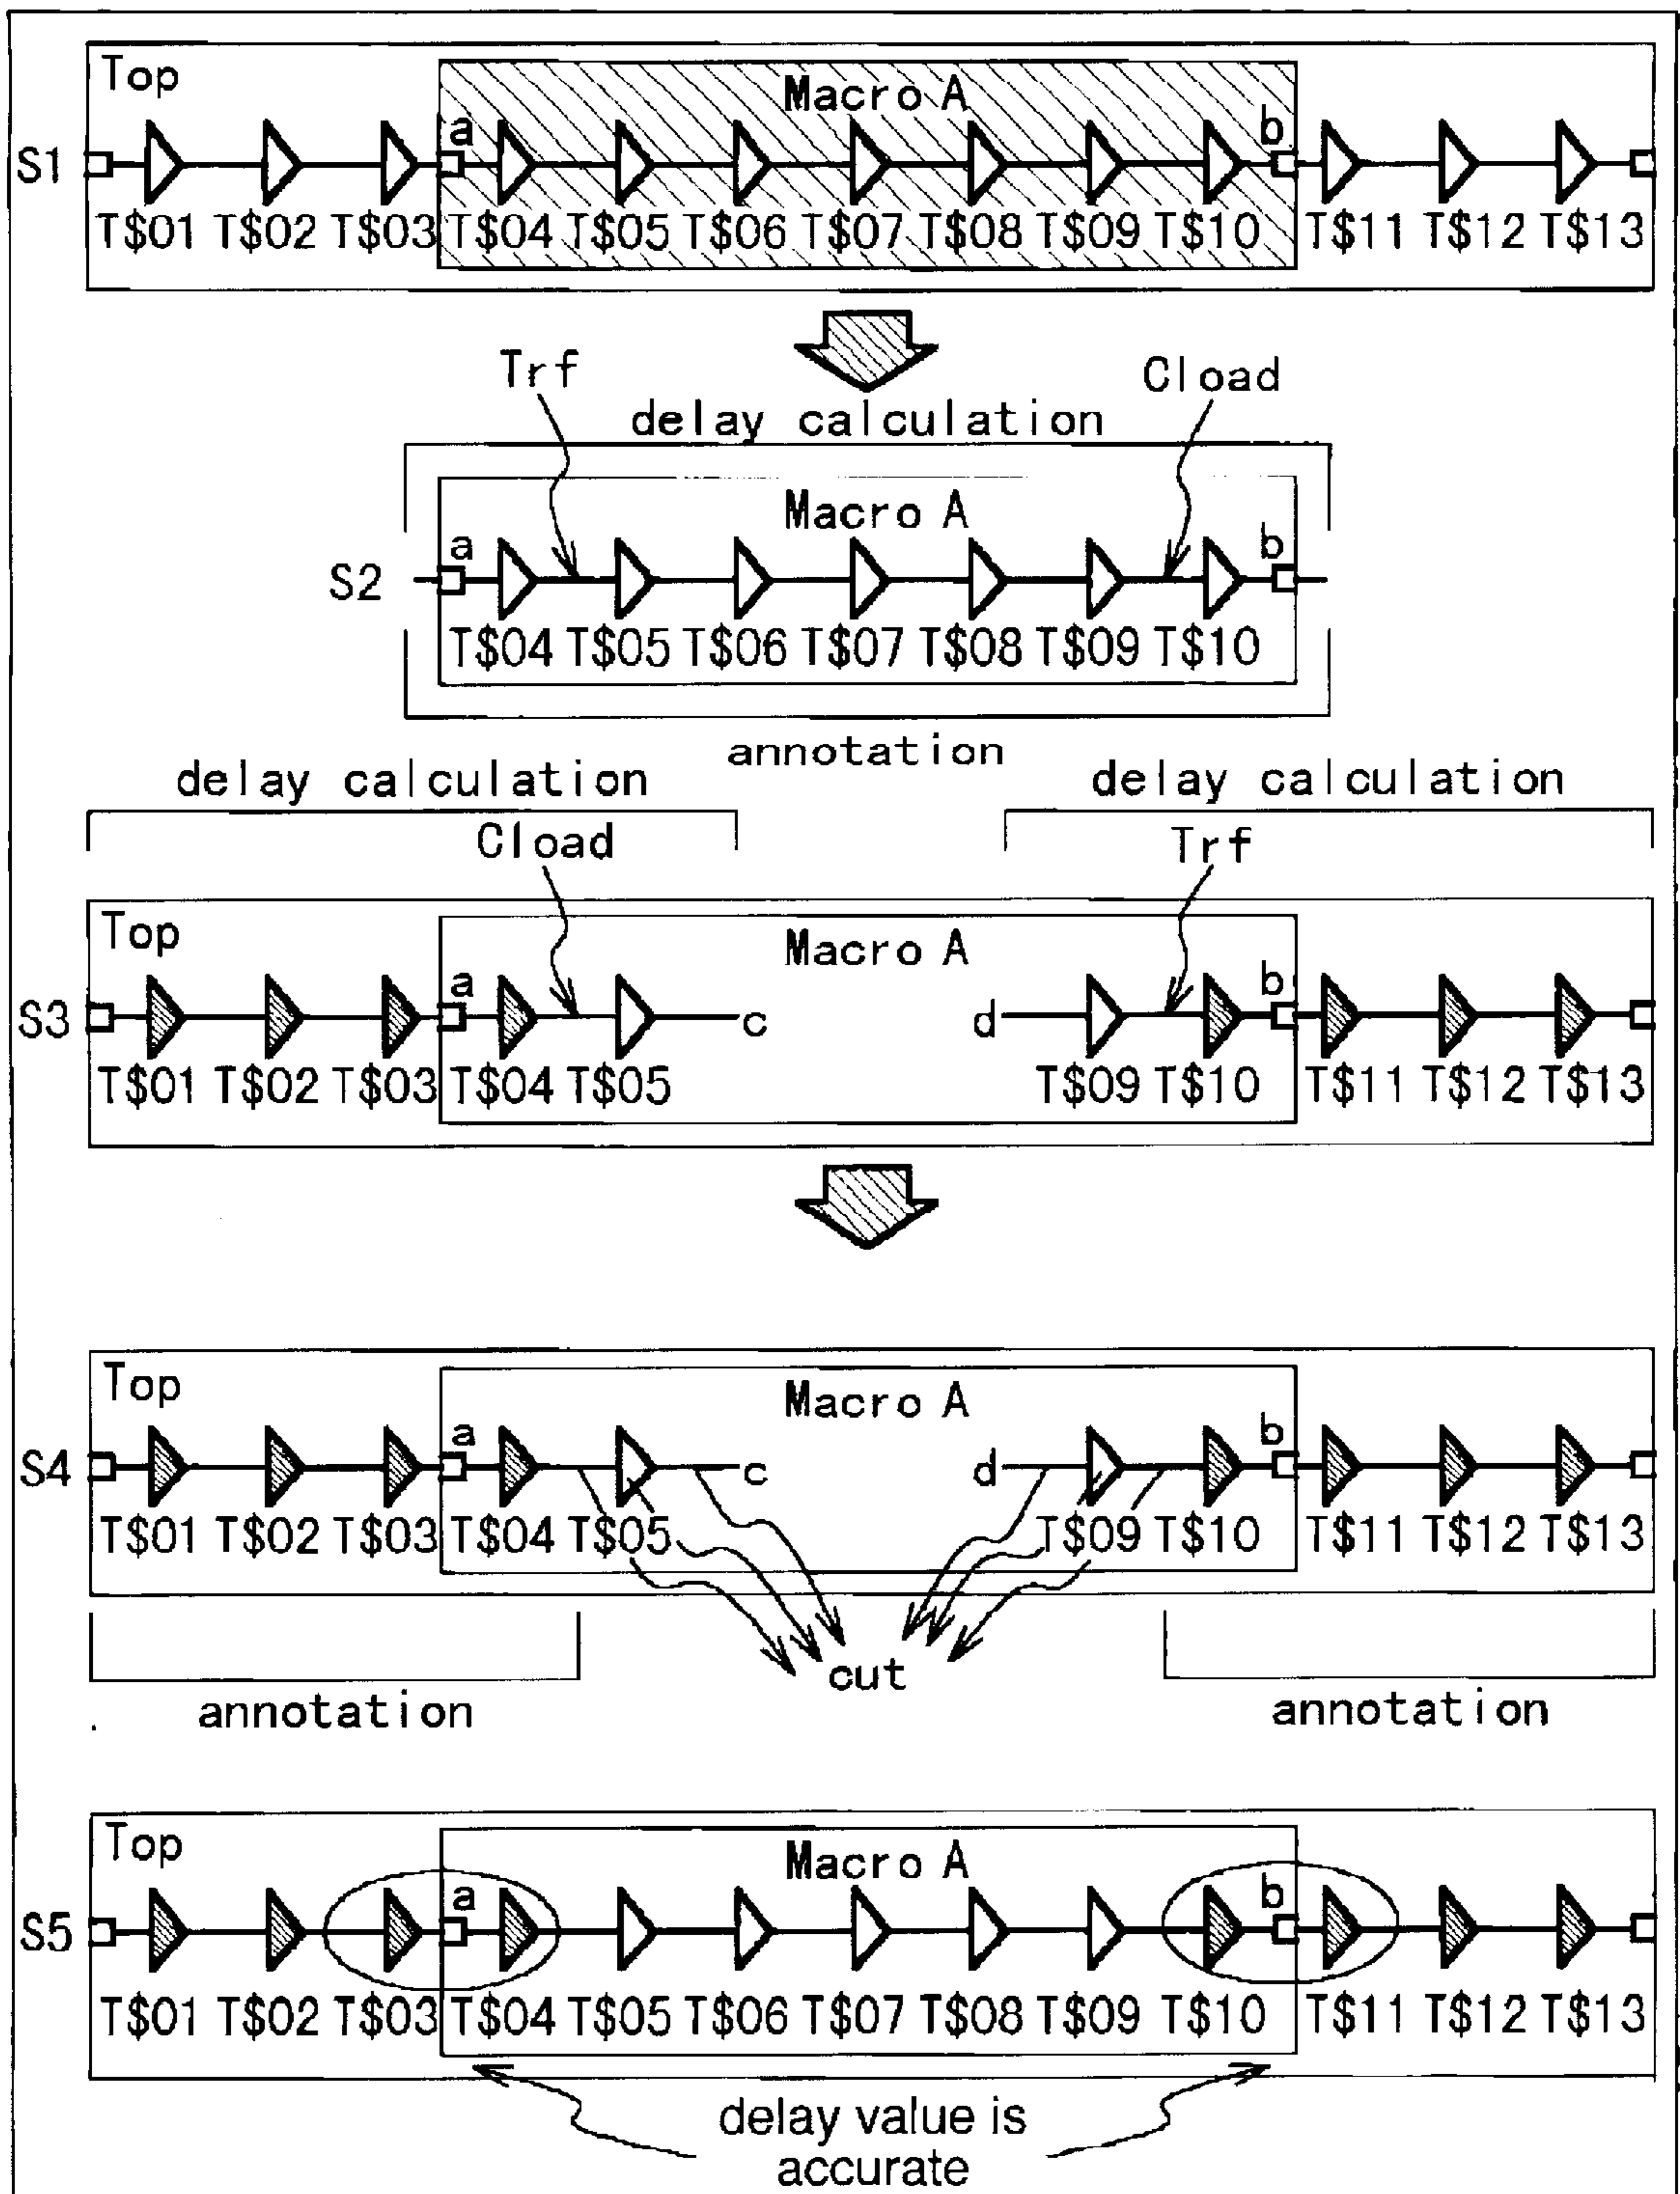 Top
Macro A
a
b
S1
T$01 T$02 T$03 T$04 T$05 T$06 T$07 T$08 T$09 T$10 T$11 T$12 T$13
Trf
Cload
delay calculation
Macro A
a
b
S2
T$04 T$05 T$06 T$07 T$08 T$09 T$10
annotation
delay calculation
delay calculation
Cload
Trf
Top
Macro A
a
b
S3
c
d
T$01 T$02 T$03 T$04 T$05 T$09 T$10 T$11 T$12 T$13
Top
Macro A
a
b
S4
c
d
T$01 T$02 T$03 T$04 T$05 T$09 T$10 T$11 T$12 T$13
cut
annotation
annotation
Top
Macro A
a
b
S5
T$01 T$02 T$03 T$04 T$05 T$06 T$07 T$08 T$09 T$10 T$11 T$12 T$13
delay value is
accurate